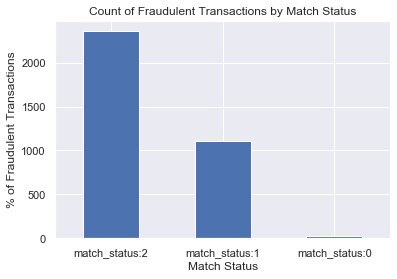 Count of Fraudulent Transactions by Match Status
% of Fraudulent Transactions
2000
1500
1000
500
0
match_status:2 match_status:1 match_status:0
Match Status